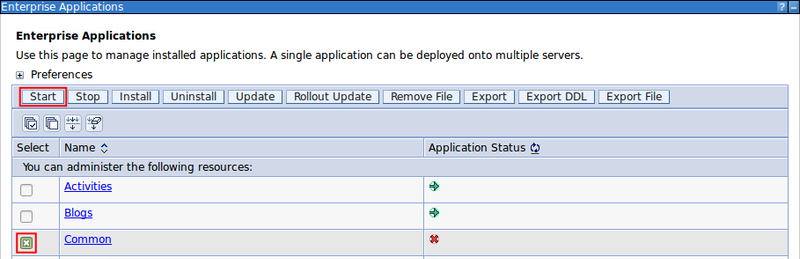 Enterprise Applications
Enterprise Applications
Use this page to manage installed applications. A single application can be deployed onto multiple servers.
Preferences
Start Stop Install Uninstall Update Rollout Update Remove File Export Export DDL Export File
Select Name Application Status
You can administer the following resources:
Activities
Blogs
Common